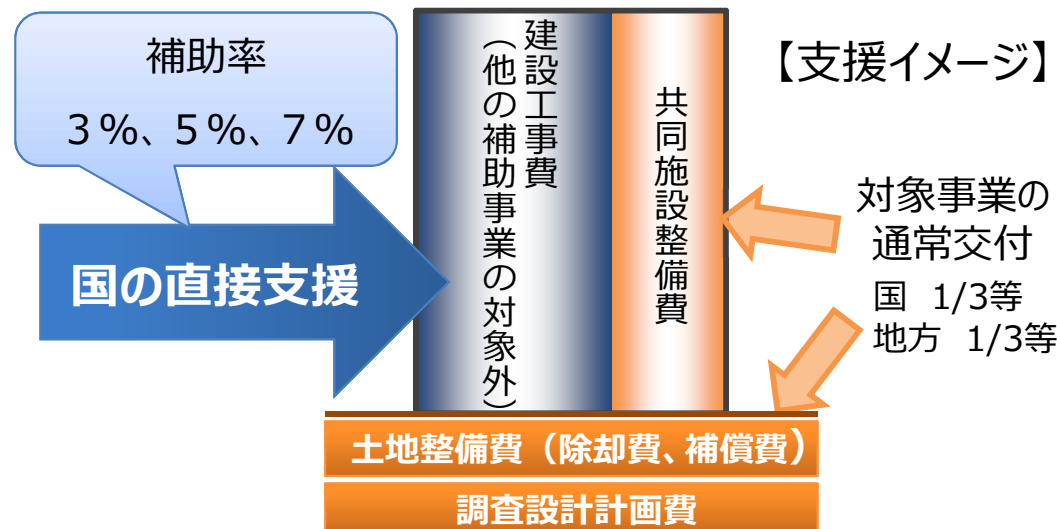 補助率
３％、５％、７％
国の直接支援
建設工事費
（他の補助事業の対象外）
共同施設整備費
【支援イメージ】
対象事業の
通常交付
国　1/3等
地方　1/3等
土地整備費（除却費、補償費）
調査設計計画費